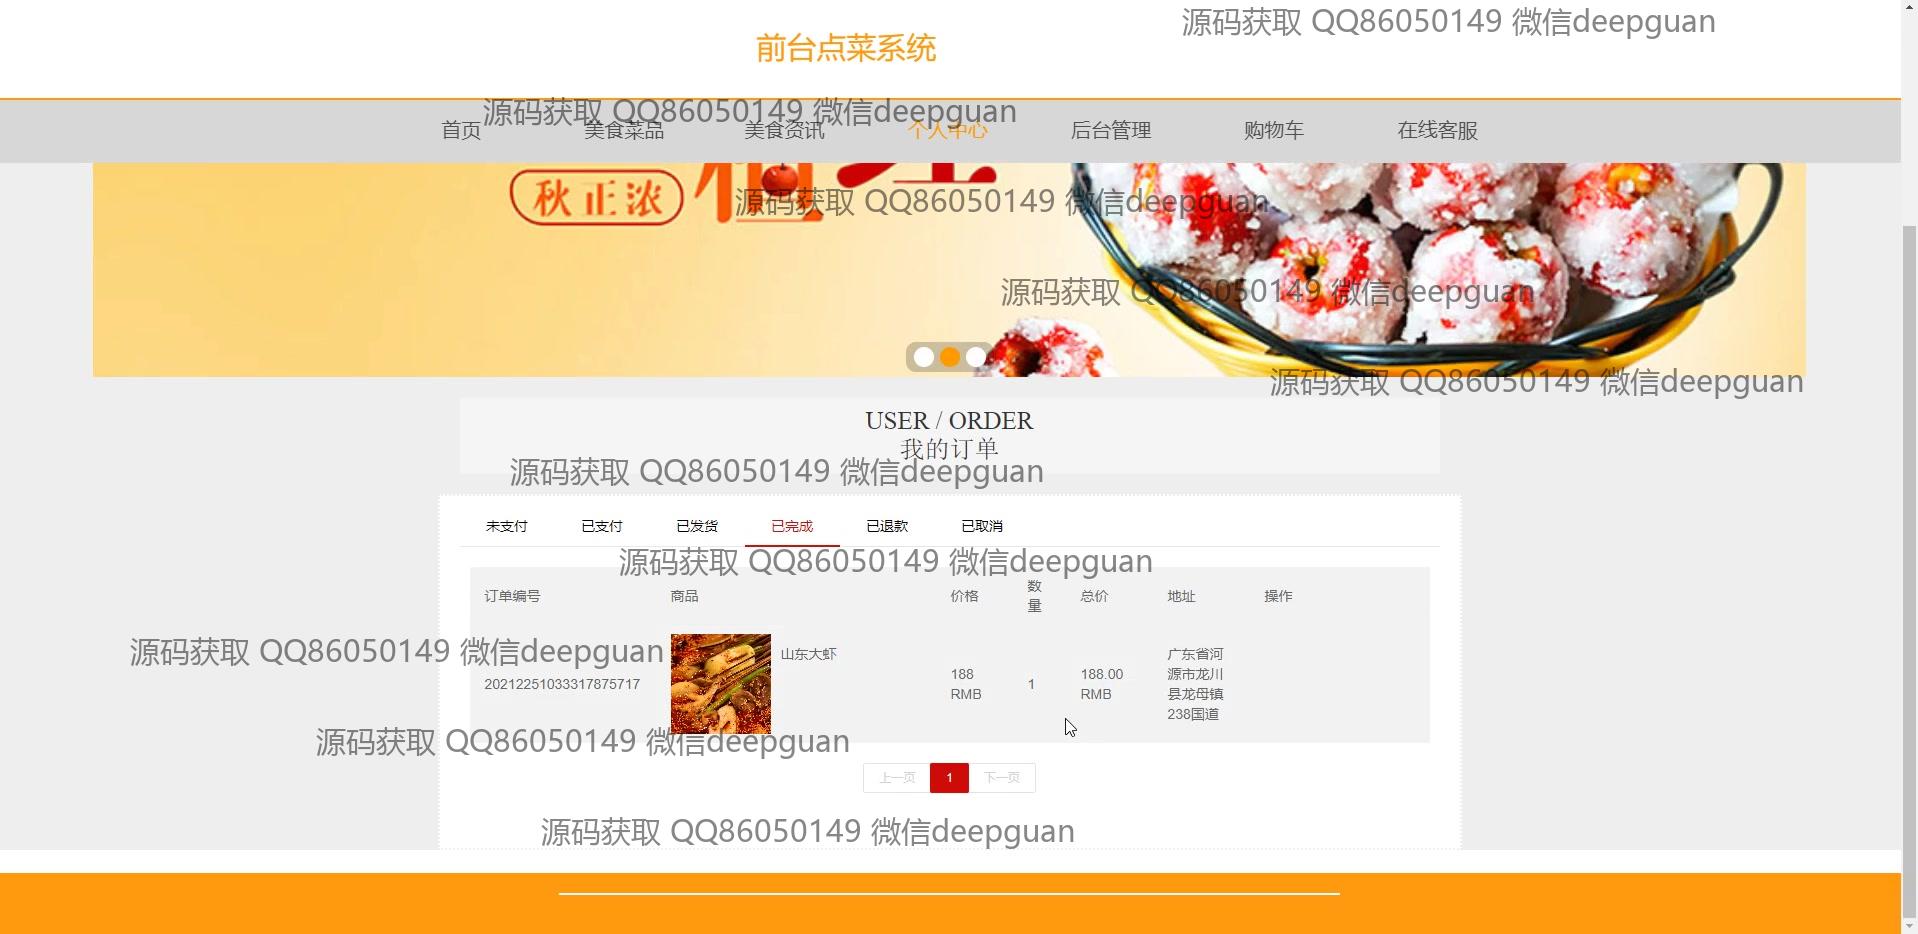 源码获取 QQ86050149 微信deepguan
前台点菜系统
源码获取 QQ86050149 微信deepguan
首页 美食菜品 美食资讯 个人中心 后台管理 购物车 在线客服
秋正浓
源码获取 QQ86050149 微信deepguan
源码获取 QQ86050149 微信deepguan
源码获取 QQ86050149 微信deepguan
USER / ORDER
我的订单
源码获取 QQ86050149 微信deepguan
未支付 已支付 已发货 已完成 已退款 已取消
源码获取 QQ86050149 微信deepguan
订单编号 商品 价格 数量 总价 地址 操作
源码获取 QQ86050149 微信deepguan
20212251033317875717 山东大虾 188 RMB 1 188.00 RMB
广东省河
源市龙川
县龙母镇
238国道
源码获取 QQ86050149 微信deepguan
上一页 1 下一页
源码获取 QQ86050149 微信deepguan